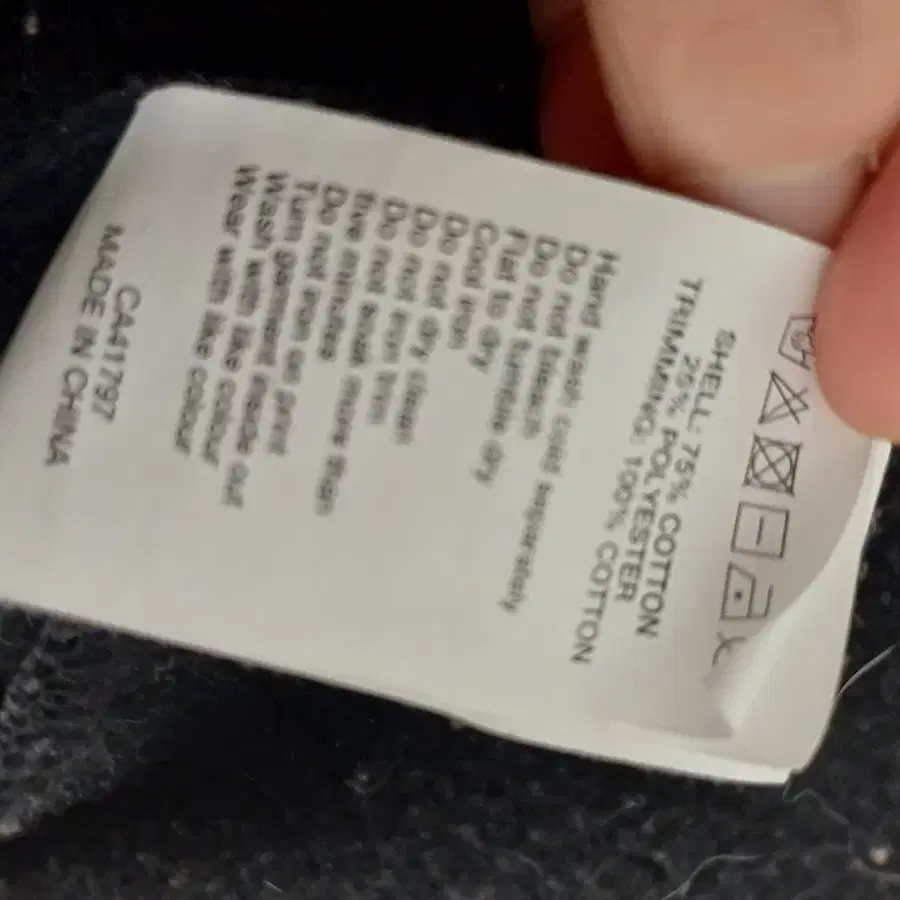 SHELL: 75% COTTON
25% POLYESTER
TRIMMING: 100% COTTON
Hand wash cold separately
Do not bleach
Do not tumble dry
Flat to dry
Cool iron
Do not dry clean
Do not iron trim
Do not soak more than
five minutes
Do not iron on print
Turn garment inside out
Wash with like colour
Wear with like colour
CA41797
MADE IN CHINA